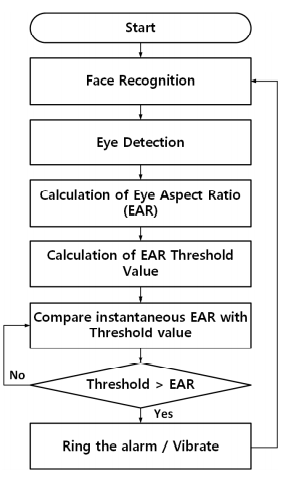 Start
Face Recognition
Eye Detection
Calculation of Eye Aspect Ratio
(EAR)
Calculation of EAR Threshold
Value
Compare instantaneous EAR with
Threshold value
No
Threshold > EAR
Yes
Ring the alarm / Vibrate